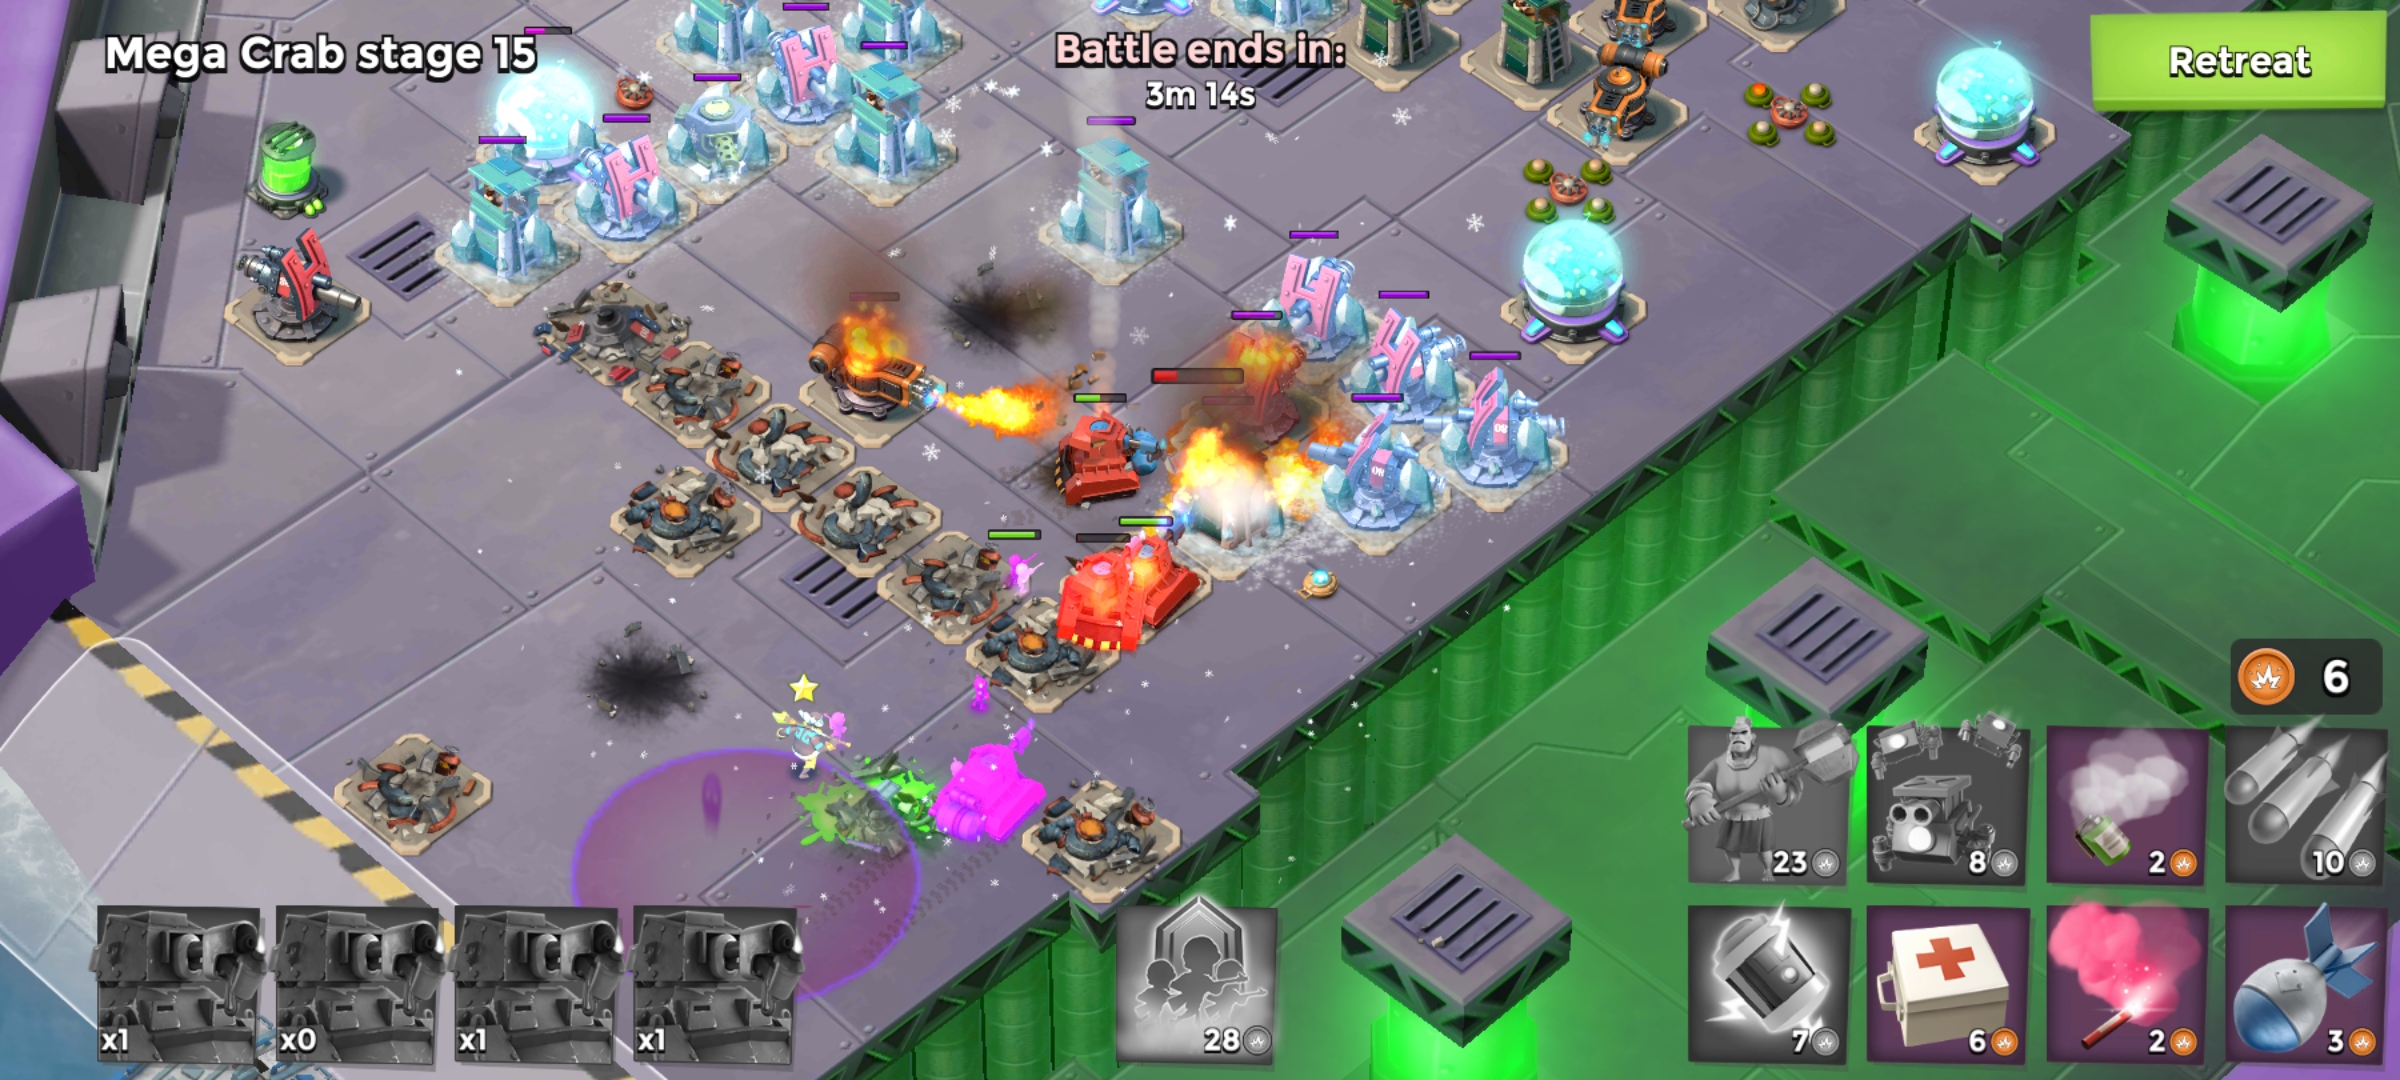 Mega Crab stage 15
Battle ends in:
3m 14s
Retreat
6
23
8
2
10
x1
x0
x1
x1
28
7
6
2
3